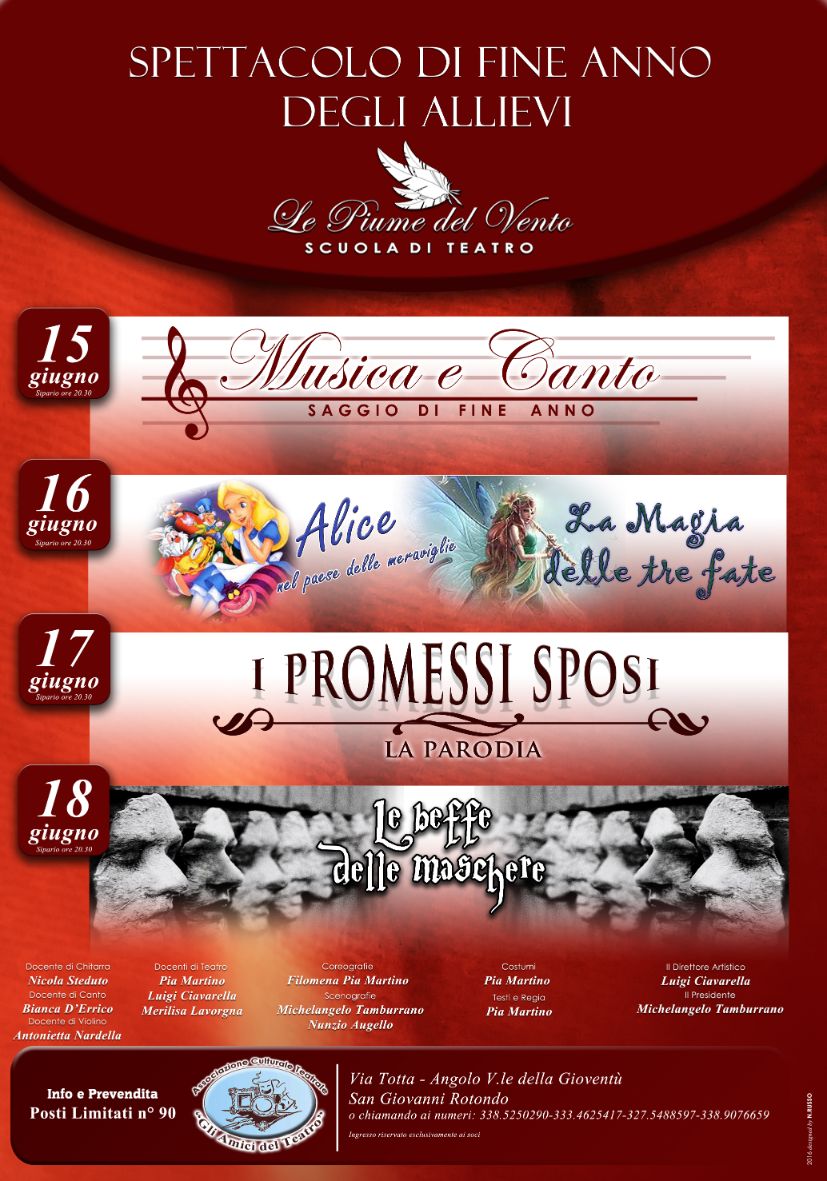 SPETTACOLO DI FINE ANNO
DEGLI ALLIEVI
Le Piume del Vento
SCUOLA DI TEATRO
15
giugno
Sipario ore 20.30
Musica e Canto
SAGGIO DI FINE ANNO
16
giugno
Sipario ore 20.30
Alice
nel paese delle meraviglie
La Magia
delle tre fate
17
giugno
Sipario ore 20.30
I PROMESSI SPOSI
LA PARODIA
18
giugno
Sipario ore 20.30
Le beffe
delle maschere
Docente di Chitarra
Nicola Steduto
Docente di Canto
Bianca D'Errico
Docente di Violino
Antonietta Nardella
Docenti di Teatro
Pia Martino
Luigi Ciavarella
Merilisa Lavorgna
Coreografie
Filomena Pia Martino
Scenografie
Michelangelo Tamburrano
Nunzio Augello
Costumi
Pia Martino
Testi e Regia
Pia Martino
Il Direttore Artistico
Luigi Ciavarella
Il Presidente
Michelangelo Tamburrano
Info e Prevendita
Posti Limitati n° 90
Associazione Culturale Teatrale
"Gli Amici del Teatro"
Via Totta - Angolo V.le della Gioventù
San Giovanni Rotondo
o chiamando ai numeri: 338.5250290-333.4625417-327.5488597-338.9076659
Ingresso riservato esclusivamente ai soci
2016 designed by N.RUSSO